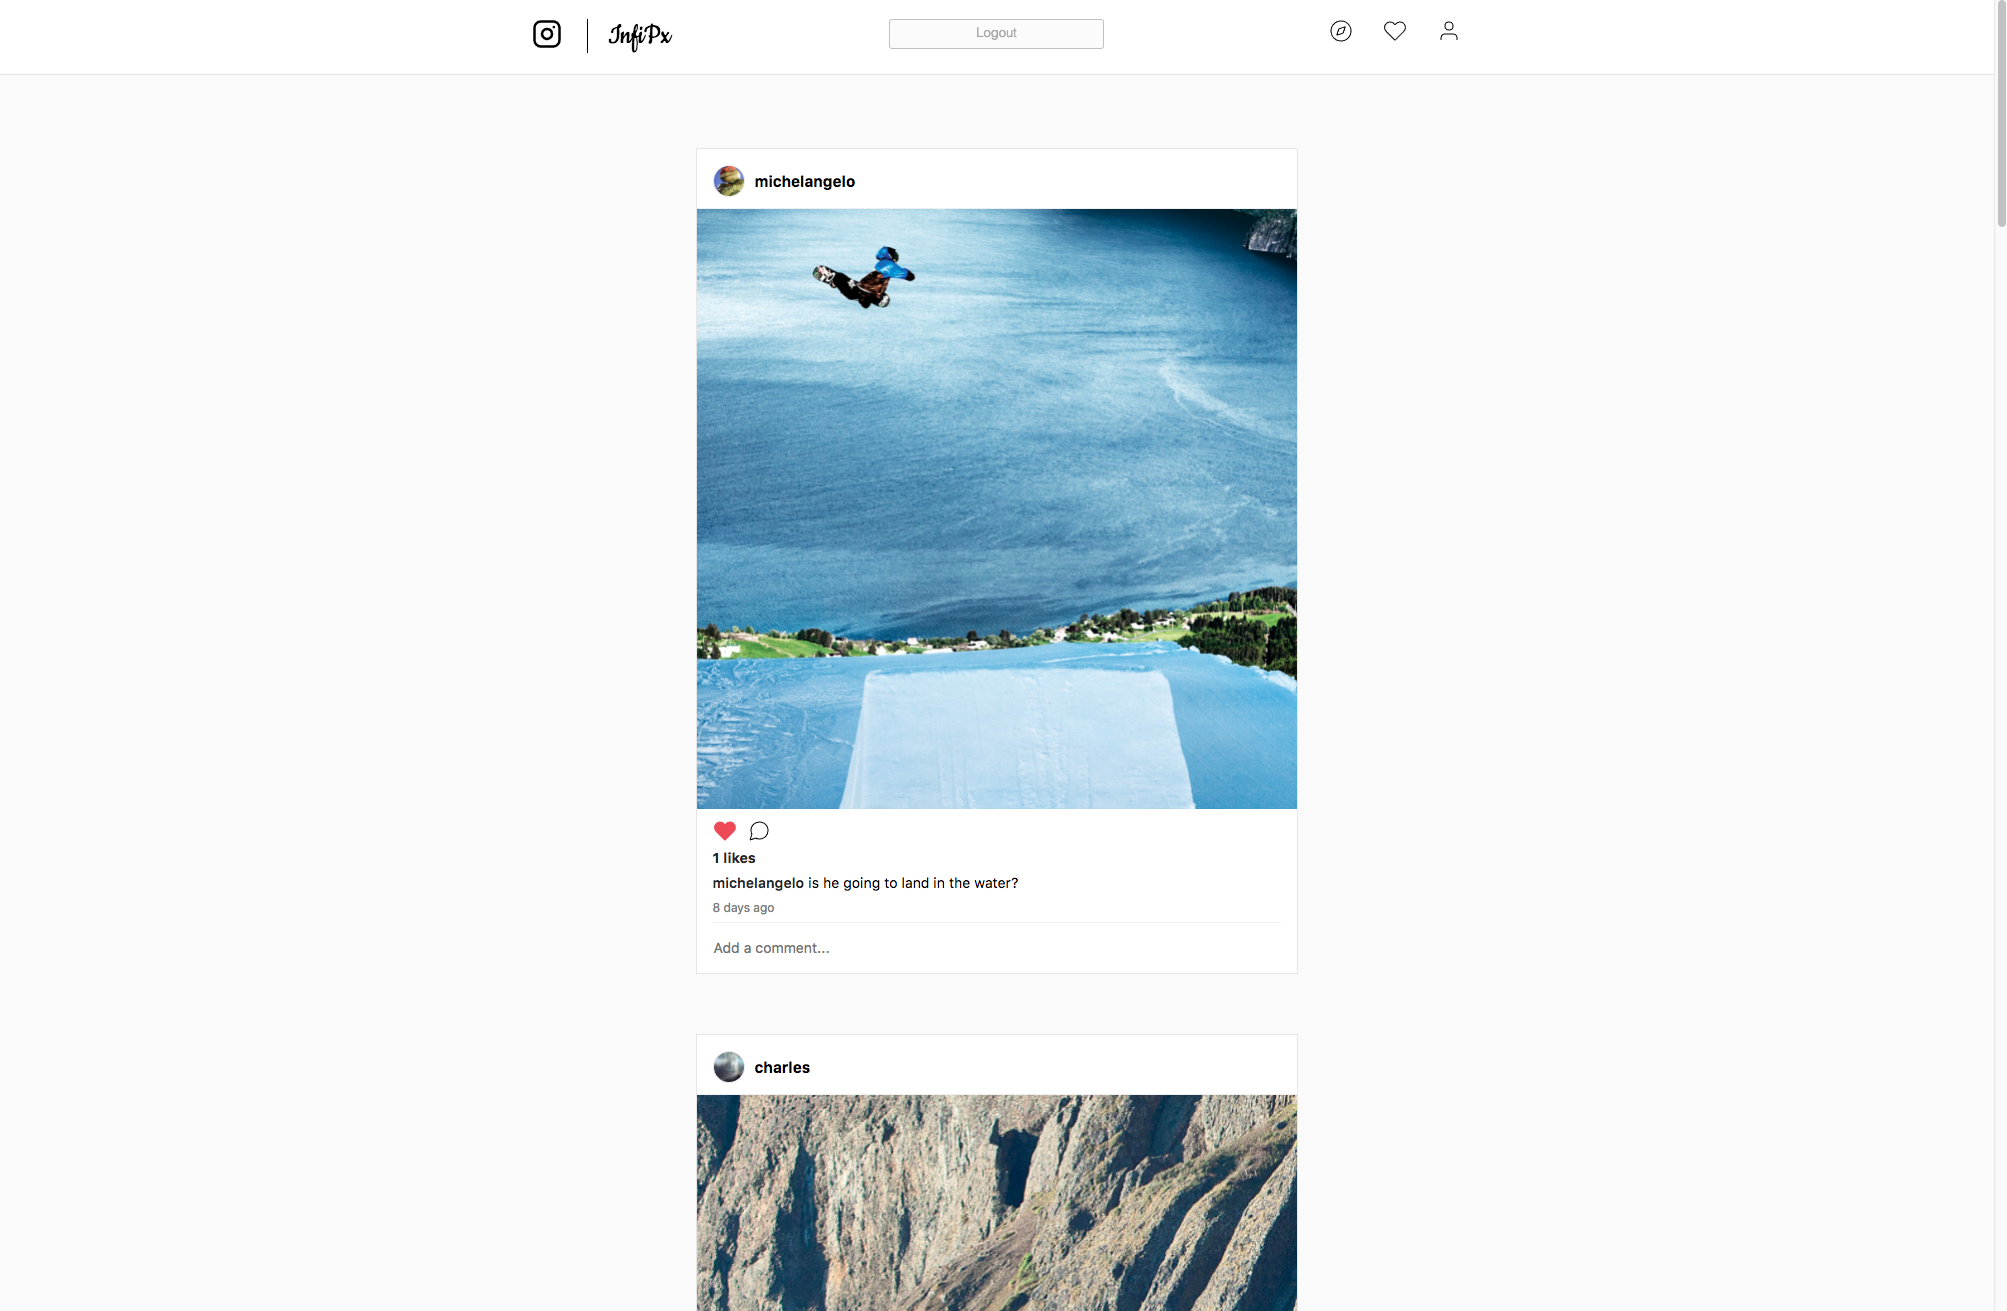 InfiPx
Logout
michelangelo
1 likes
michelangelo is he going to land in the water?
8 days ago
Add a comment...
charles